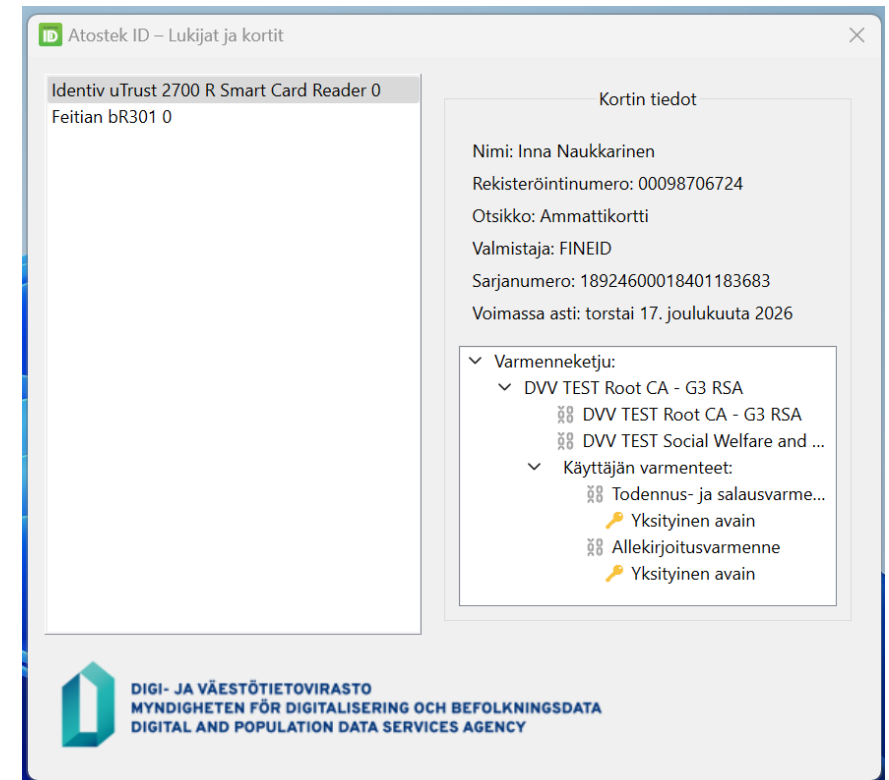 iD Atostek ID – Lukijat ja kortit
Identiv uTrust 2700 R Smart Card Reader 0
Feitian bR301 0
Kortin tiedot
Nimi: Inna Naukkarinen
Rekisteröintinumero: 00098706724
Otsikko: Ammattikortti
Valmistaja: FINEID
Sarjanumero: 18924600018401183683
Voimassa asti: torstai 17. joulukuuta 2026
Varmenneketju:
DVV TEST Root CA - G3 RSA
DVV TEST Root CA - G3 RSA
DVV TEST Social Welfare and ...
Käyttäjän varmenteet:
Todennus- ja salausvarme...
Yksityinen avain
Allekirjoitusvarmenne
Yksityinen avain
DIGI- JA VÄESTÖTIETOVIRASTO
MYNDIGHETEN FÖR DIGITALISERING OCH BEFOLKNINGSDATA
DIGITAL AND POPULATION DATA SERVICES AGENCY